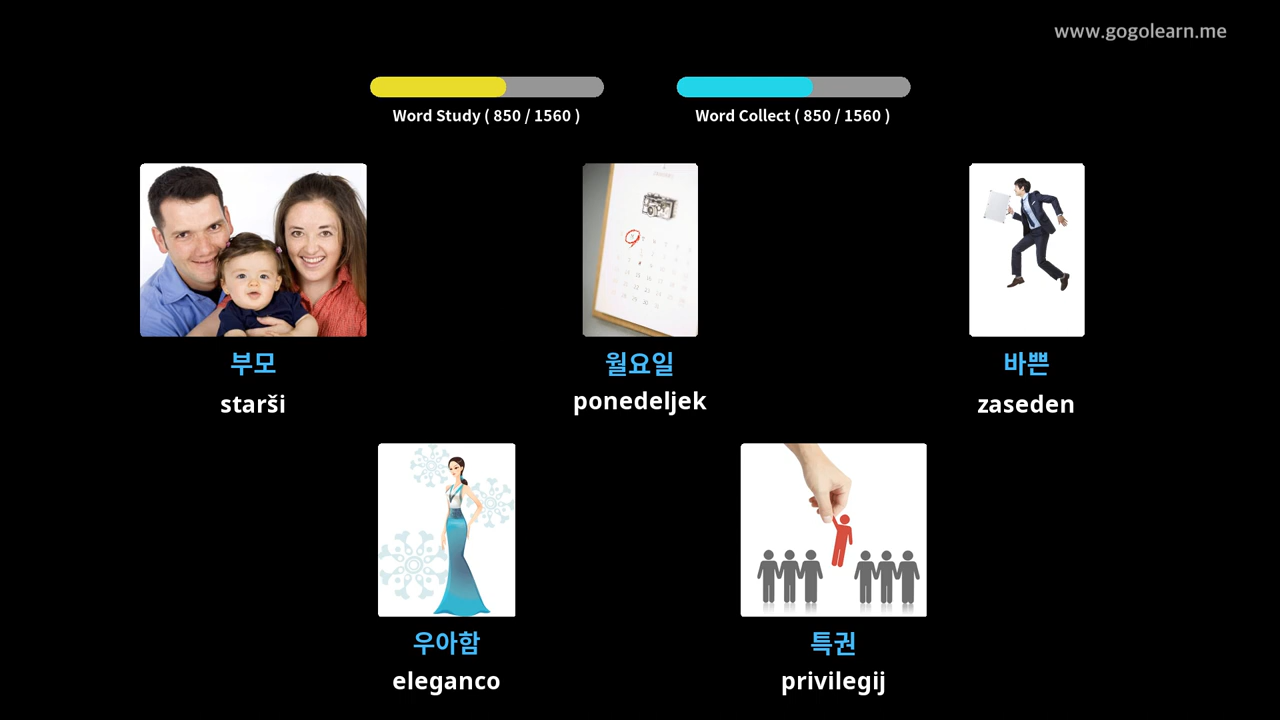 www.gogolearn.me
Word Study ( 850 / 1560 )
Word Collect ( 850 / 1560 )
부모
starši
월요일
ponedeljek
바쁜
zaseden
우아함
eleganco
특권
privilegij